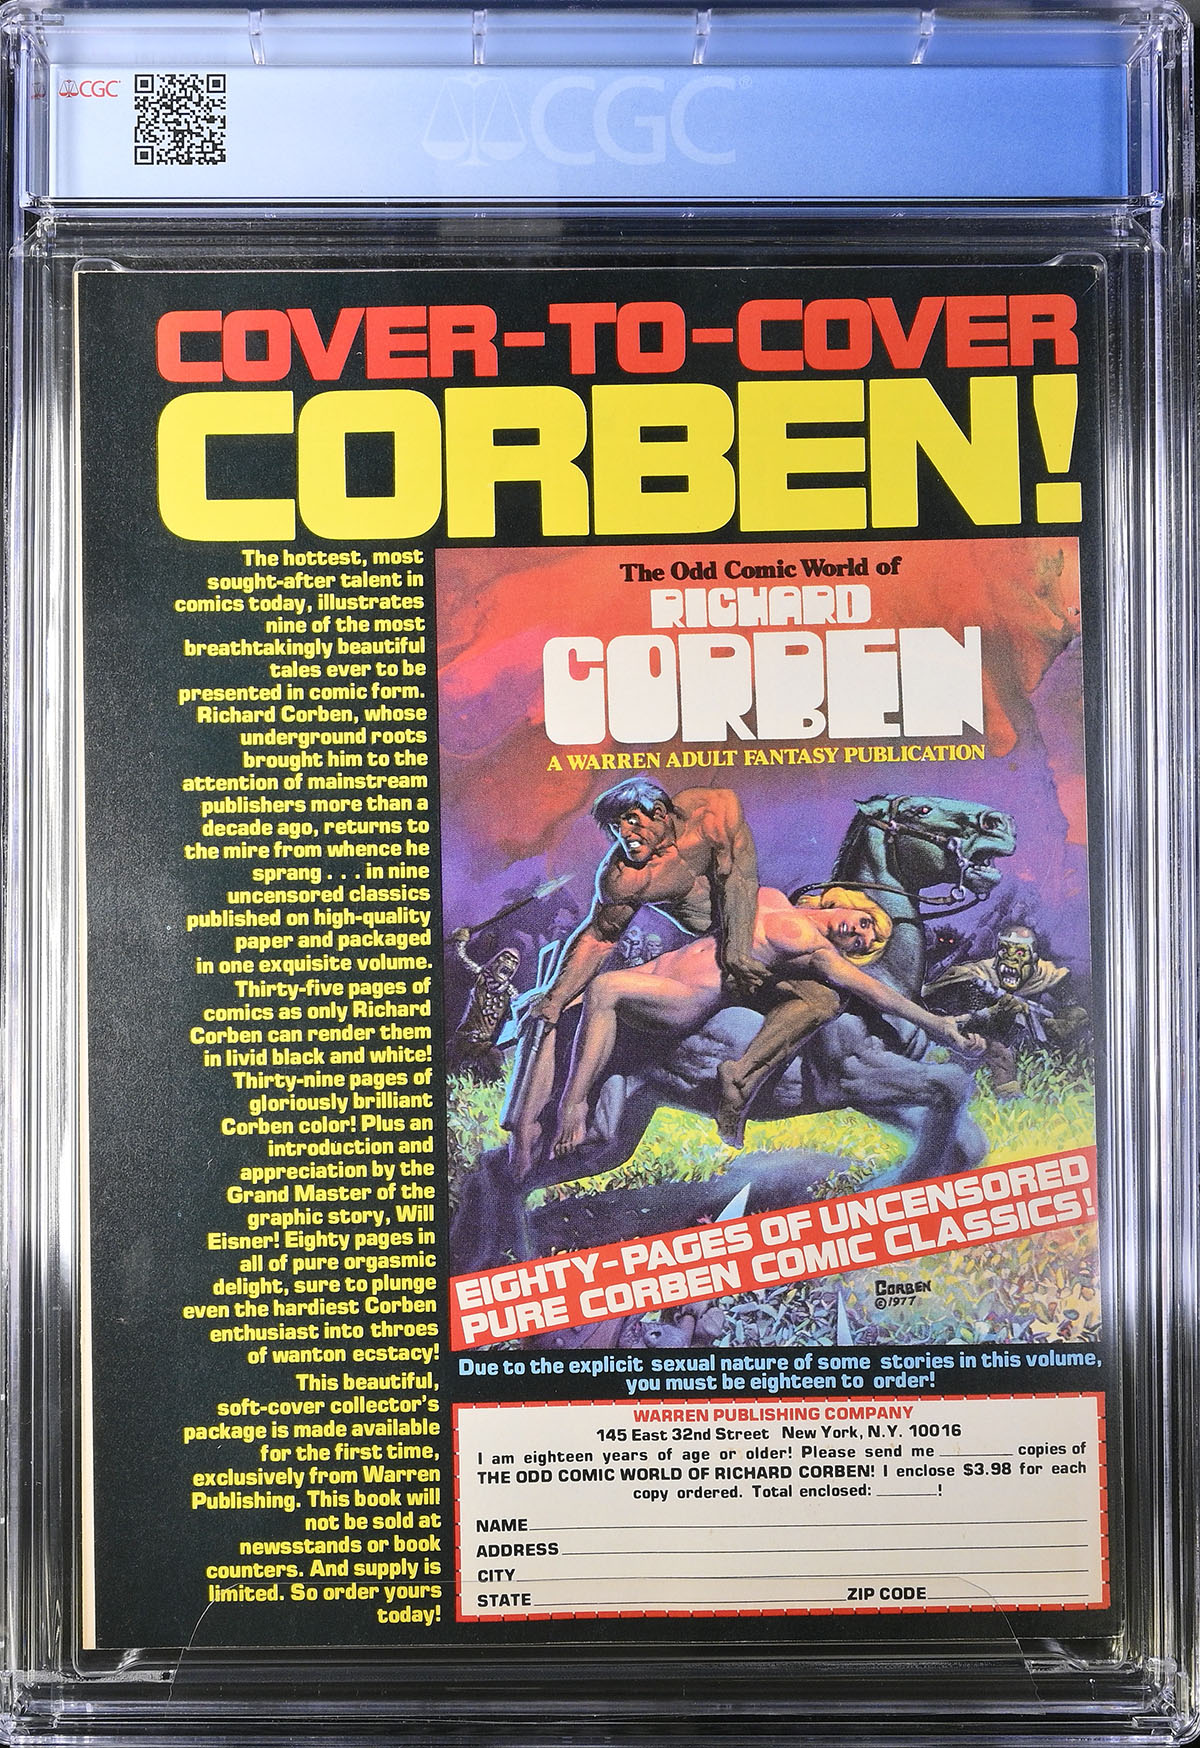 CGC
CGC
COVER-TO-COVER
CORBEN!
The hottest, most
sought-after talent in
comics today, illustrates
nine of the most
breathtakingly beautiful
tales ever to be
presented in comic form.
Richard Corben, whose
underground roots
brought him to the
attention of mainstream
publishers more than a
decade ago, returns to
the mire from whence he
sprang . . . in nine
uncensored classics
published on high-quality
paper and packaged
in one exquisite volume.
Thirty-five pages of
comics as only Richard
Corben can render them
in livid black and white!
Thirty-nine pages of
gloriously brilliant
Corben color! Plus an
introduction and
appreciation by the
Grand Master of the
graphic story, Will
Eisner! Eighty pages in
all of pure orgasmic
delight, sure to plunge
even the hardiest Corben
enthusiast into throes
of wanton ecstacy!
This beautiful,
soft-cover collector's
package is made available
for the first time,
exclusively from Warren
Publishing. This book will
not be sold at
newsstands or book
counters. And supply is
limited. So order yours
today!
The Odd Comic World of
RICHARD
CORBEN
A WARREN ADULT FANTASY PUBLICATION
EIGHTY-PAGES OF UNCENSORED
PURE CORBEN COMIC CLASSICS!
CORBEN
©1977
Due to the explicit sexual nature of some stories in this volume,
you must be eighteen to order!
WARREN PUBLISHING COMPANY
145 East 32nd Street New York, N.Y. 10016
I am eighteen years of age or older! Please send me ________ copies of
THE ODD COMIC WORLD OF RICHARD CORBEN! I enclose $3.98 for each
copy ordered. Total enclosed: _______!
NAME
ADDRESS
CITY
STATE ZIP CODE